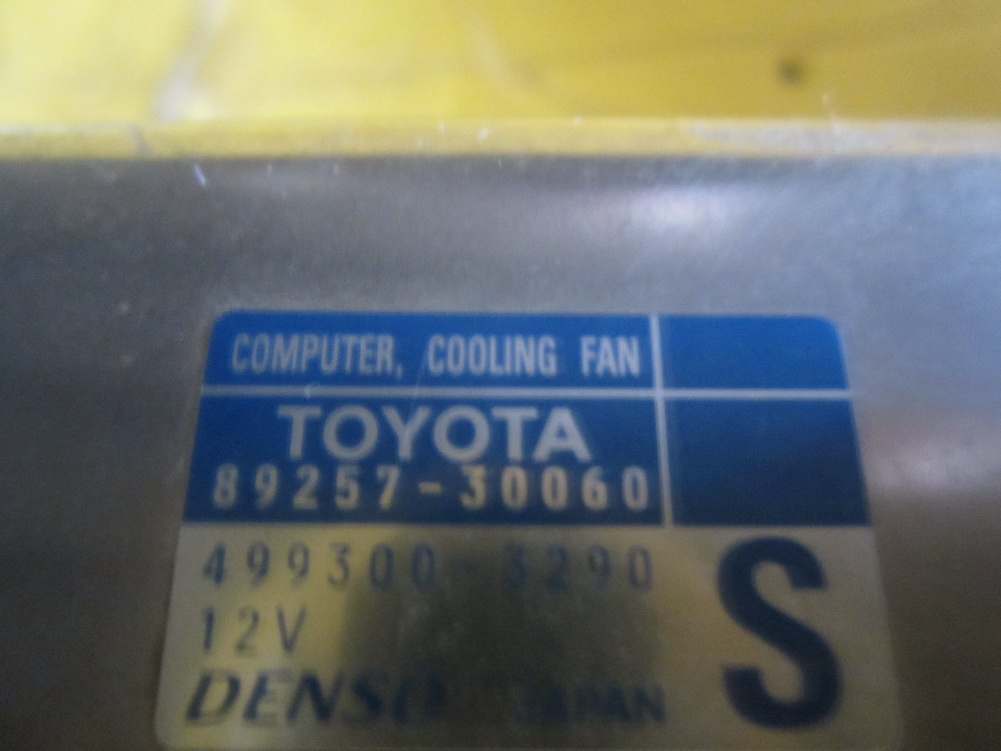 COMPUTER, COOLING FAN
TOYOTA
89257-30060
499300-3290
12V
S
DENSO JAPAN